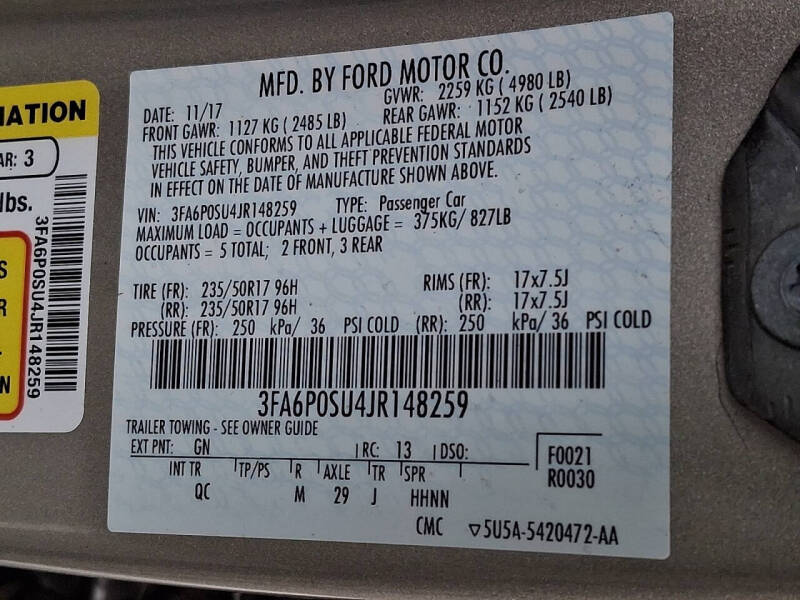 MATION
AR: 3
lbs.
S
R
L
N
3FA6P0SU4JR148259
MFD. BY FORD MOTOR CO.
DATE: 11/17 GVWR: 2259 KG ( 4980 LB)
FRONT GAWR: 1127 KG ( 2485 LB) REAR GAWR: 1152 KG ( 2540 LB)
THIS VEHICLE CONFORMS TO ALL APPLICABLE FEDERAL MOTOR
VEHICLE SAFETY, BUMPER, AND THEFT PREVENTION STANDARDS
IN EFFECT ON THE DATE OF MANUFACTURE SHOWN ABOVE.
VIN: 3FA6P0SU4JR148259 TYPE: Passenger Car
MAXIMUM LOAD = OCCUPANTS + LUGGAGE = 375KG/ 827LB
OCCUPANTS = 5 TOTAL; 2 FRONT, 3 REAR
TIRE (FR): 235/50R17 96H RIMS (FR): 17x7.5J
(RR): 235/50R17 96H (RR): 17x7.5J
PRESSURE (FR): 250 kPa/ 36 PSI COLD (RR): 250 kPa/ 36 PSI COLD
3FA6P0SU4JR148259
TRAILER TOWING - SEE OWNER GUIDE
EXT PNT: GN RC: 13 DSO: F0021
INT TR TP/PS R AXLE TR SPR R0030
QC M 29 J HHNN
CMC ▽5U5A-5420472-AA